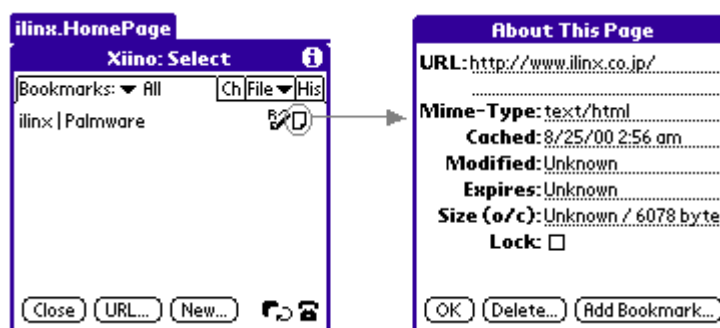 ilinx.HomePage
Xiino: Select
Bookmarks: All Ch File His
ilinx | Palmware
Close URL... New...
About This Page
URL: http://www.ilinx.co.jp/
Mime-Type: text/html
Cached: 8/25/00 2:56 am
Modified: Unknown
Expires: Unknown
Size (o/c): Unknown / 6078 byte
Lock:
OK Delete... Add Bookmark...